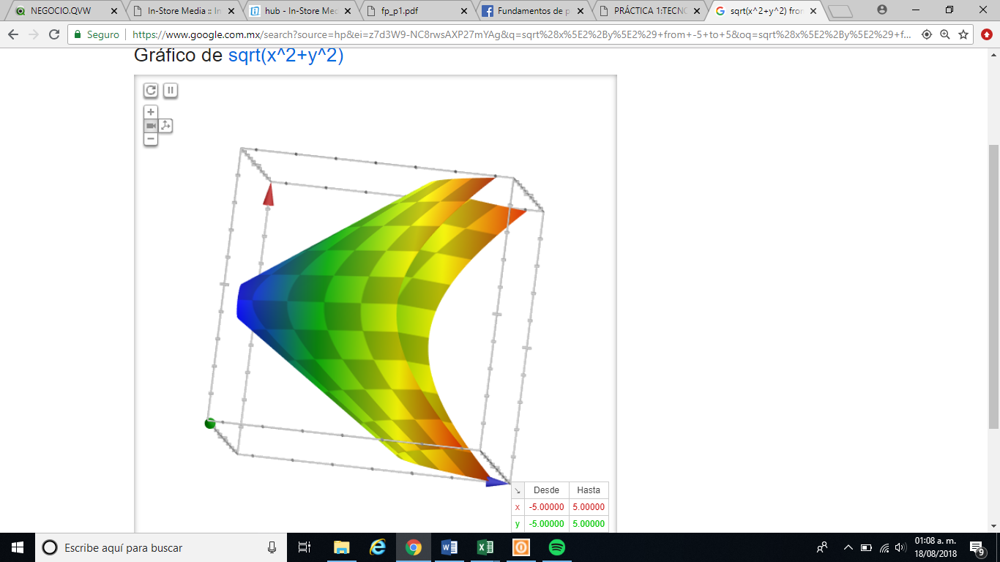 NEGOCIO.QVW
In-Store Media :: In
hub - In-Store Med
fp_p1.pdf
Fundamentos de p
PRÁCTICA 1:TECNO
sqrt(x^2+y^2) from
Seguro
https://www.google.com.mx/search?source=hp&ei=z7d3W9-NC8rwsAXP27mYAg&q=sqrt%28x%5E2%2By%5E2%29+from+-5+to+5&oq=sqrt%28x%5E2%2By%5E2%29+f...
Gráfico de sqrt(x^2+y^2)
Desde Hasta
x -5.00000 5.00000
y -5.00000 5.00000
Escribe aquí para buscar
01:08 a. m.
18/08/2018
9